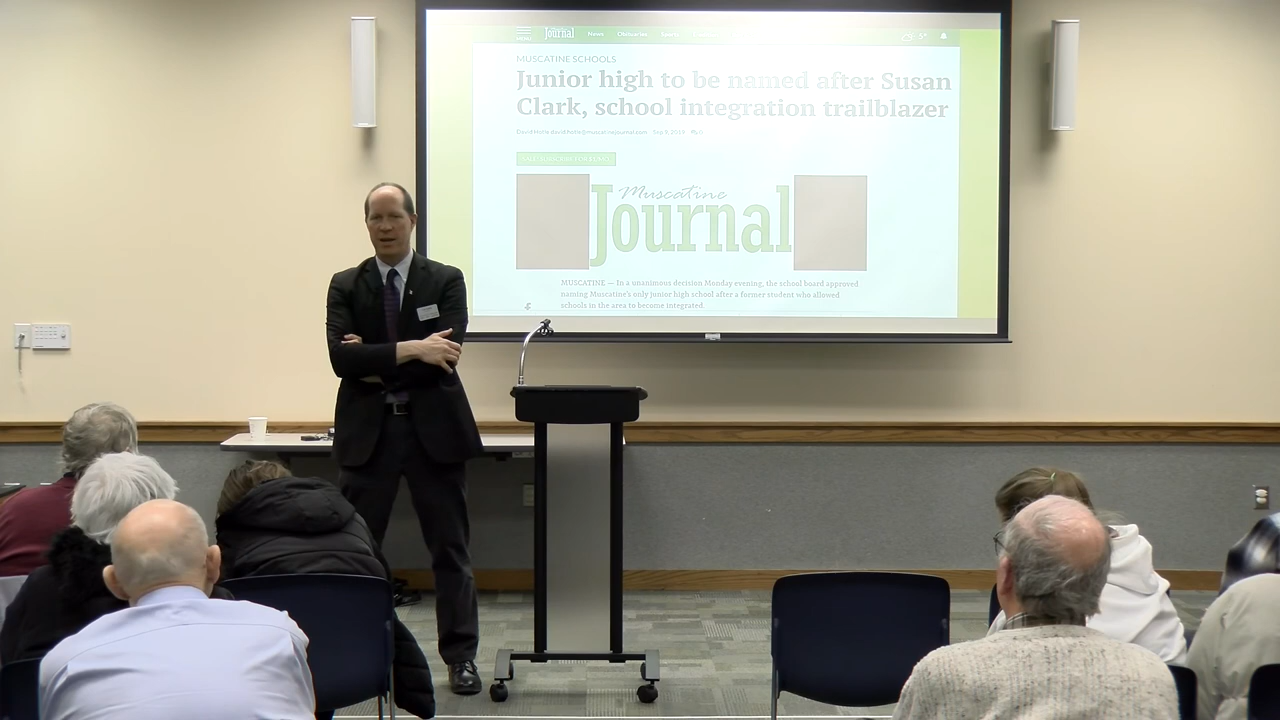 Journal News Obituaries Sports
MUSCATINE SCHOOLS
Junior high to be named after Susan
Clark, school integration trailblazer
Muscatine
Journal
MUSCATINE — In a unanimous decision Monday evening, the school board approved
naming Muscatine's only junior high school after a former student who allowed
schools in the area to become integrated.